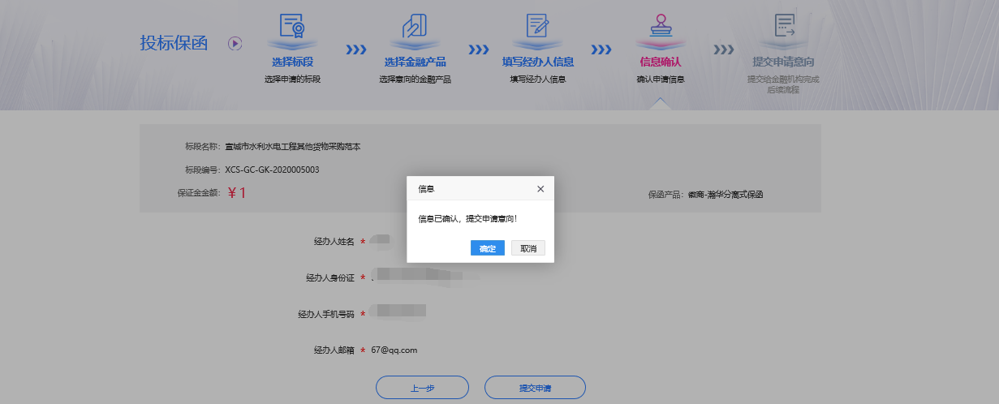 投标保函
选择标段
选择申请的标段
选择金融产品
选择意向的金融产品
填写经办人信息
填写经办人信息
信息确认
确认申请信息
提交申请意向
提交给金融机构完成
后续流程
标段名称： 宣城市水利水电工程其他货物采购范本
标段编号： XCS-GC-GK-2020005003
保证金金额： ￥1
保函产品： 徽商-瀚华分离式保函
信息
信息已确认，提交申请意向！
确定 取消
经办人姓名 *
经办人身份证 *
经办人手机号码 *
经办人邮箱 * 67@qq.com
上一步 提交申请